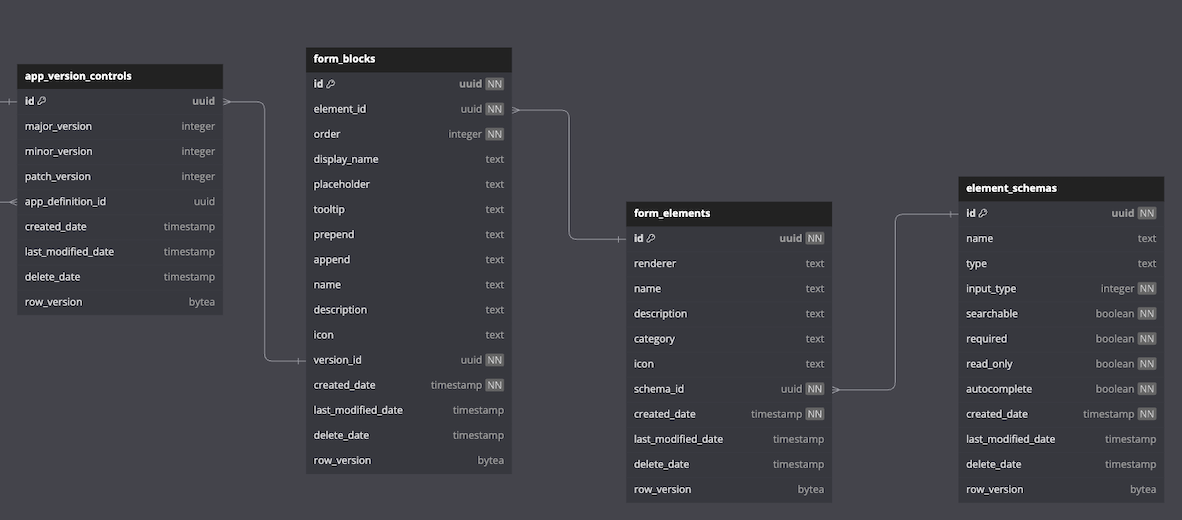 app_version_controls
id uuid
major_version integer
minor_version integer
patch_version integer
app_definition_id uuid
created_date timestamp
last_modified_date timestamp
delete_date timestamp
row_version bytea
form_blocks
id uuid NN
element_id uuid NN
order integer NN
display_name text
placeholder text
tooltip text
prepend text
append text
name text
description text
icon text
version_id uuid NN
created_date timestamp NN
last_modified_date timestamp
delete_date timestamp
row_version bytea
form_elements
id uuid NN
renderer text
name text
description text
category text
icon text
schema_id uuid NN
created_date timestamp NN
last_modified_date timestamp
delete_date timestamp
row_version bytea
element_schemas
id uuid NN
name text
type text
input_type integer NN
searchable boolean NN
required boolean NN
read_only boolean NN
autocomplete boolean NN
created_date timestamp NN
last_modified_date timestamp
delete_date timestamp
row_version bytea